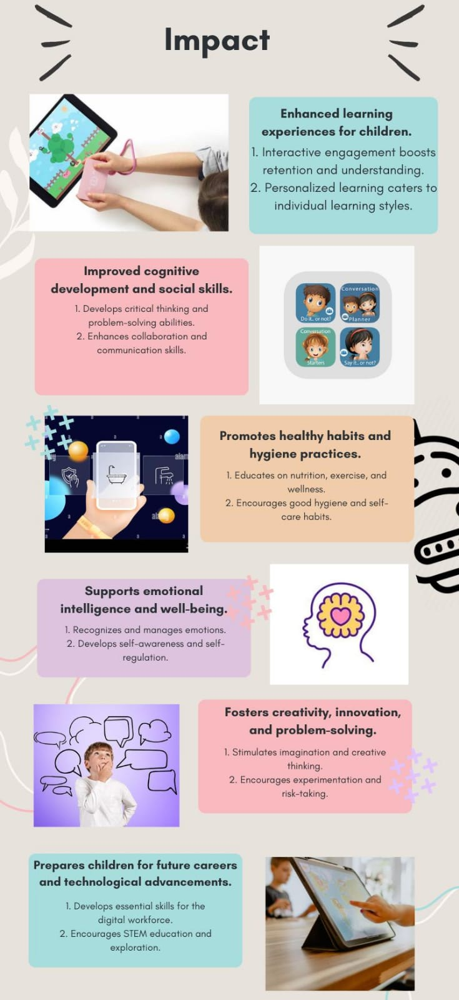 Impact
Enhanced learning
experiences for children.
1. Interactive engagement boosts
retention and understanding.
2. Personalized learning caters to
individual learning styles.
Improved cognitive
development and social skills.
1. Develops critical thinking and
problem-solving abilities.
2. Enhances collaboration and
communication skills.
Do it.. or not?
Conversation
Planner
Conversation
Starters
Say it.. or not?
Promotes healthy habits and
hygiene practices.
1. Educates on nutrition, exercise, and
wellness.
2. Encourages good hygiene and self-
care habits.
Supports emotional
intelligence and well-being.
1. Recognizes and manages emotions.
2. Develops self-awareness and self-
regulation.
Fosters creativity, innovation,
and problem-solving.
1. Stimulates imagination and creative
thinking.
2. Encourages experimentation and
risk-taking.
Prepares children for future careers
and technological advancements.
1. Develops essential skills for the
digital workforce.
2. Encourages STEM education and
exploration.